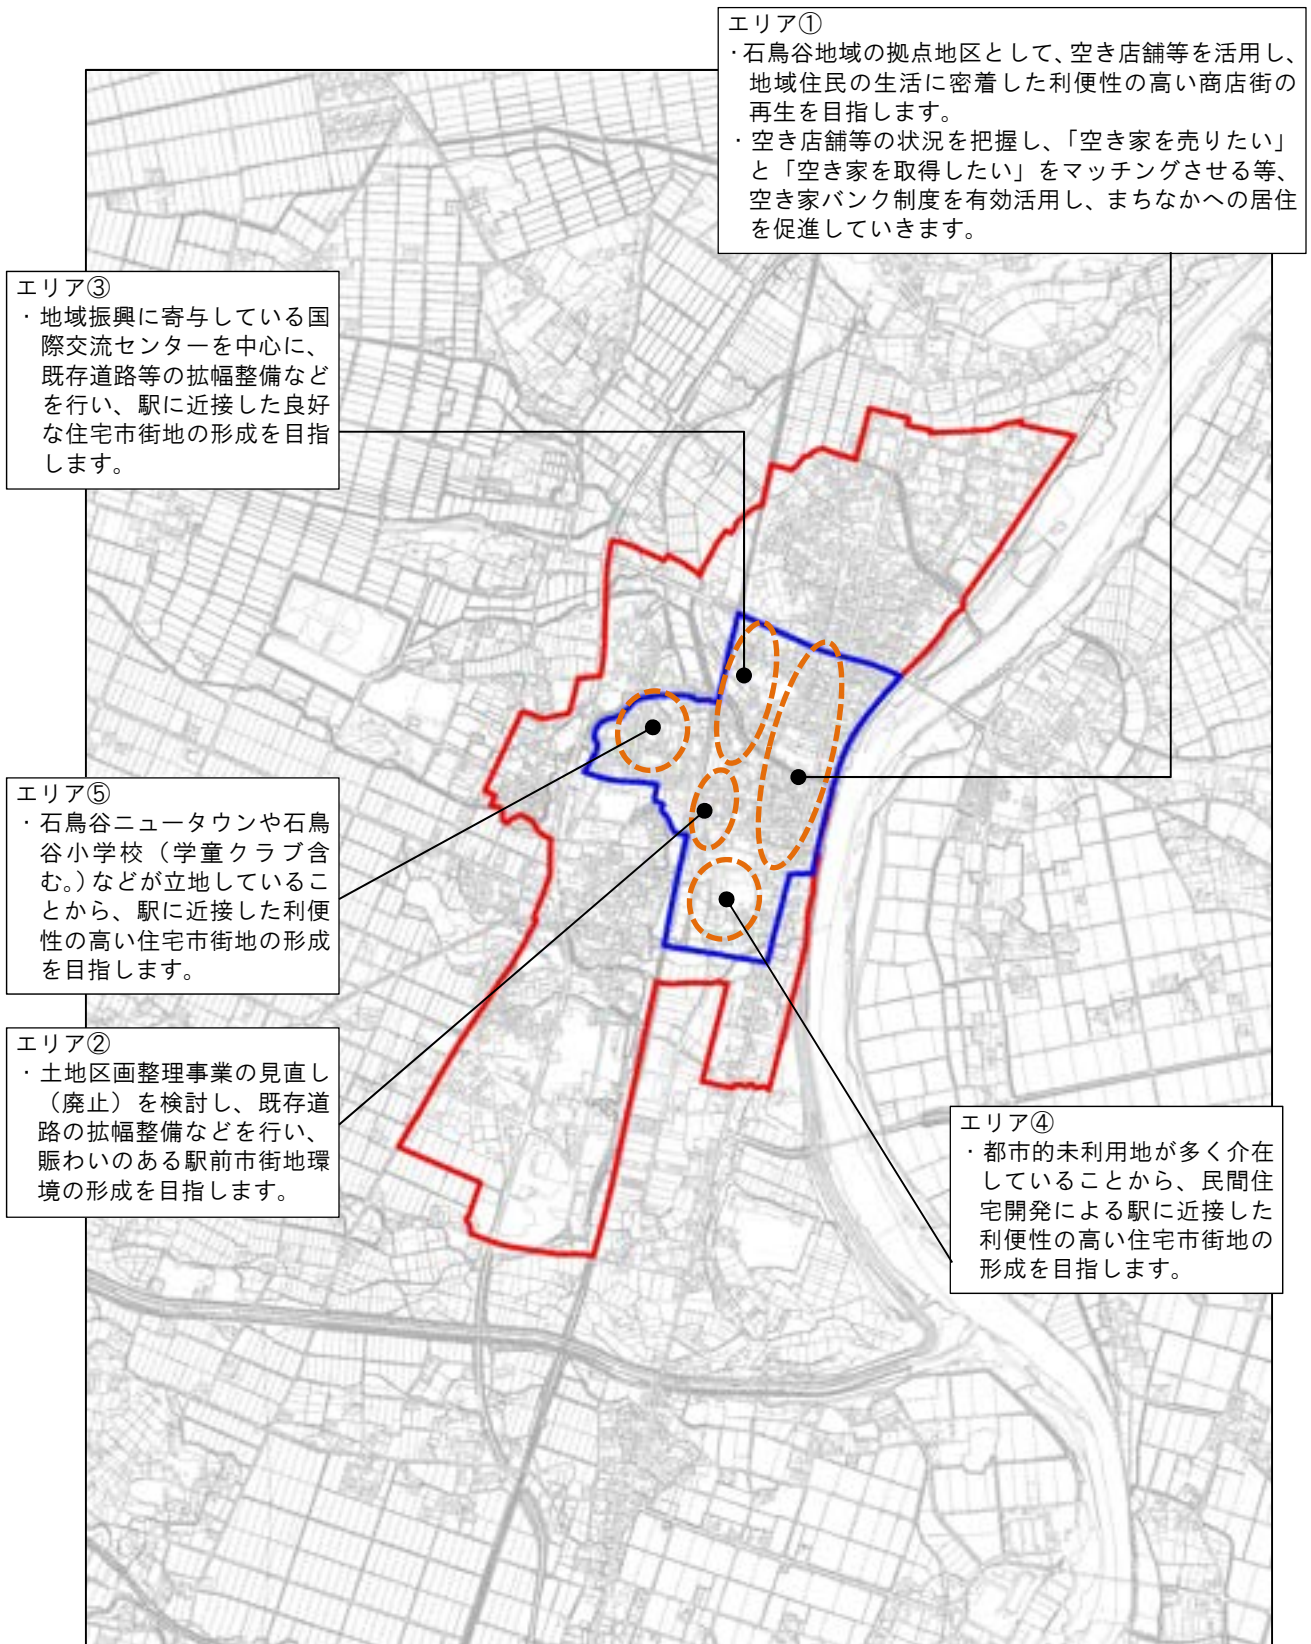 エリア①
・石鳥谷地域の拠点地区として、空き店舗等を活用し、
地域住民の生活に密着した利便性の高い商店街の
再生を目指します。
・空き店舗等の状況を把握し、「空き家を売りたい」
と「空き家を取得したい」をマッチングさせる等、
空き家バンク制度を有効活用し、まちなかへの居住
を促進していきます。
エリア③
・地域振興に寄与している国
際交流センターを中心に、
既存道路等の拡幅整備など
を行い、駅に近接した良好
な住宅市街地の形成を目指
します。
エリア⑤
・石鳥谷ニュータウンや石鳥
谷小学校（学童クラブ含
む。）などが立地しているこ
とから、駅に近接した利便
性の高い住宅市街地の形成
を目指します。
エリア②
・土地区画整理事業の見直し
（廃止）を検討し、既存道
路の拡幅整備などを行い、
賑わいのある駅前市街地環
境の形成を目指します。
エリア④
・都市的未利用地が多く介在
していることから、民間住
宅開発による駅に近接した
利便性の高い住宅市街地の
形成を目指します。